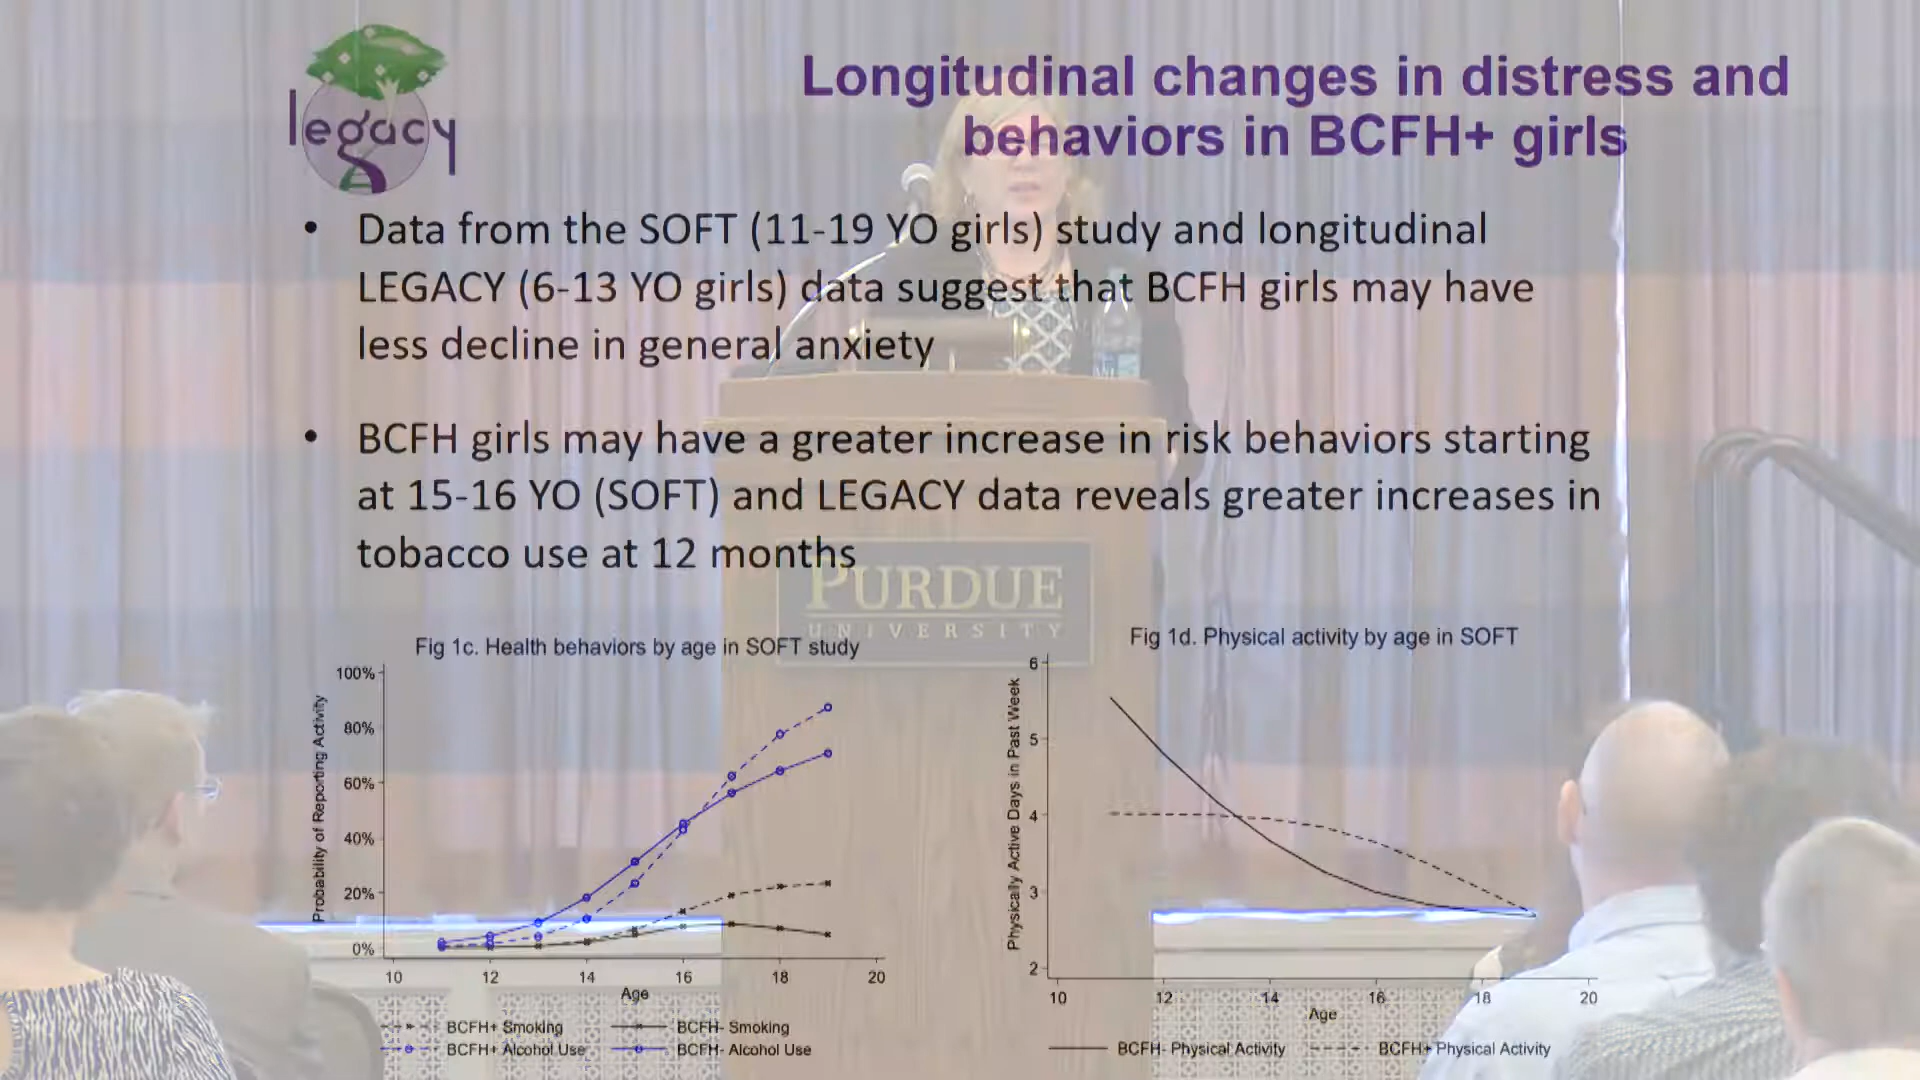 legacy
Longitudinal changes in distress and
behaviors in BCFH+ girls
• Data from the SOFT (11-19 YO girls) study and longitudinal
LEGACY (6-13 YO girls) data suggest that BCFH girls may have
less decline in general anxiety
• BCFH girls may have a greater increase in risk behaviors starting
at 15-16 YO (SOFT) and LEGACY data reveals greater increases in
tobacco use at 12 months
PURDUE
UNIVERSITY
Fig 1c. Health behaviors by age in SOFT study
Probability of Reporting Activity
100%
80%
60%
40%
20%
0%
10 12 14 16 18 20
Age
BCFH+ Smoking BCFH- Smoking
BCFH+ Alcohol Use BCFH- Alcohol Use
Fig 1d. Physical activity by age in SOFT
Physically Active Days in Past Week
6
5
4
3
2
10 12 14 16 18 20
Age
BCFH- Physical Activity BCFH+ Physical Activity